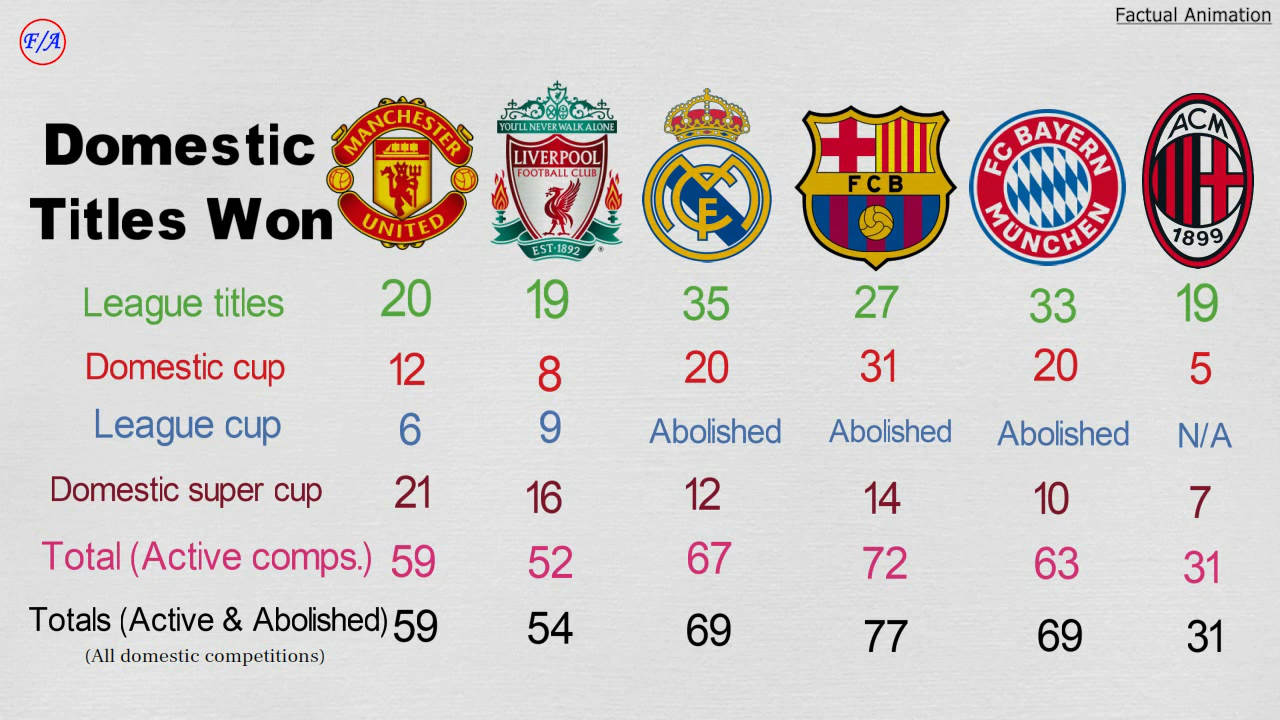 Factual Animation
F/A
Domestic
Titles Won
MANCHESTER
UNITED
YOU'LL NEVER WALK ALONE
LIVERPOOL
FOOTBALL CLUB
EST·1892
FCB
FC BAYERN
MÜNCHEN
ACM
1899
League titles 20 19 35 27 33 19
Domestic cup 12 8 20 31 20 5
League cup 6 9 Abolished Abolished Abolished N/A
Domestic super cup 21 16 12 14 10 7
Total (Active comps.) 59 52 67 72 63 31
Totals (Active & Abolished) 59 54 69 77 69 31
(All domestic competitions)